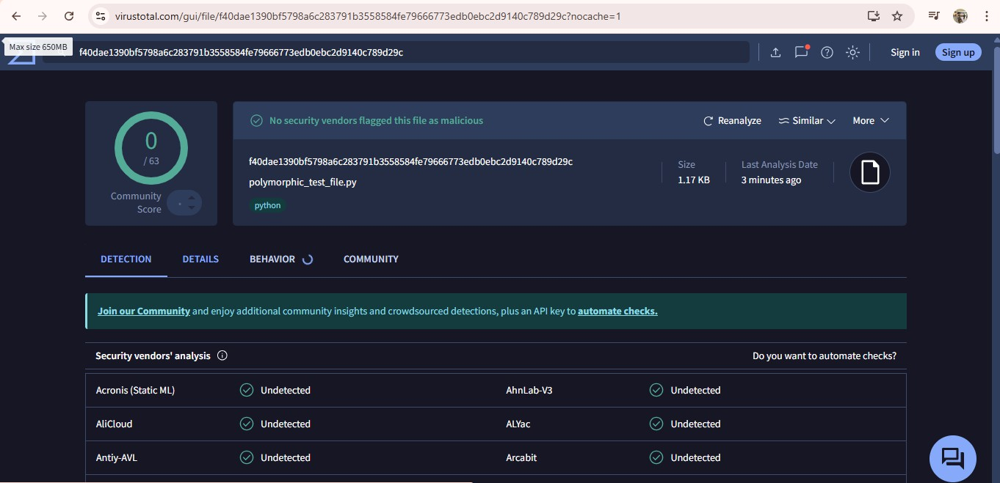 virustotal.com/gui/file/f40dae1390bf5798a6c283791b3558584fe79666773edb0ebc2d9140c789d29c?nocache=1
Max size 650MB
f40dae1390bf5798a6c283791b3558584fe79666773edb0ebc2d9140c789d29c
Sign in
Sign up
0
/ 63
Community
Score
No security vendors flagged this file as malicious
Reanalyze
Similar
More
f40dae1390bf5798a6c283791b3558584fe79666773edb0ebc2d9140c789d29c
polymorphic_test_file.py
python
Size
1.17 KB
Last Analysis Date
3 minutes ago
DETECTION
DETAILS
BEHAVIOR
COMMUNITY
Join our Community and enjoy additional community insights and crowdsourced detections, plus an API key to automate checks.
Security vendors' analysis
Do you want to automate checks?
Acronis (Static ML)
Undetected
AhnLab-V3
Undetected
AliCloud
Undetected
ALYac
Undetected
Antiy-AVL
Undetected
Arcabit
Undetected